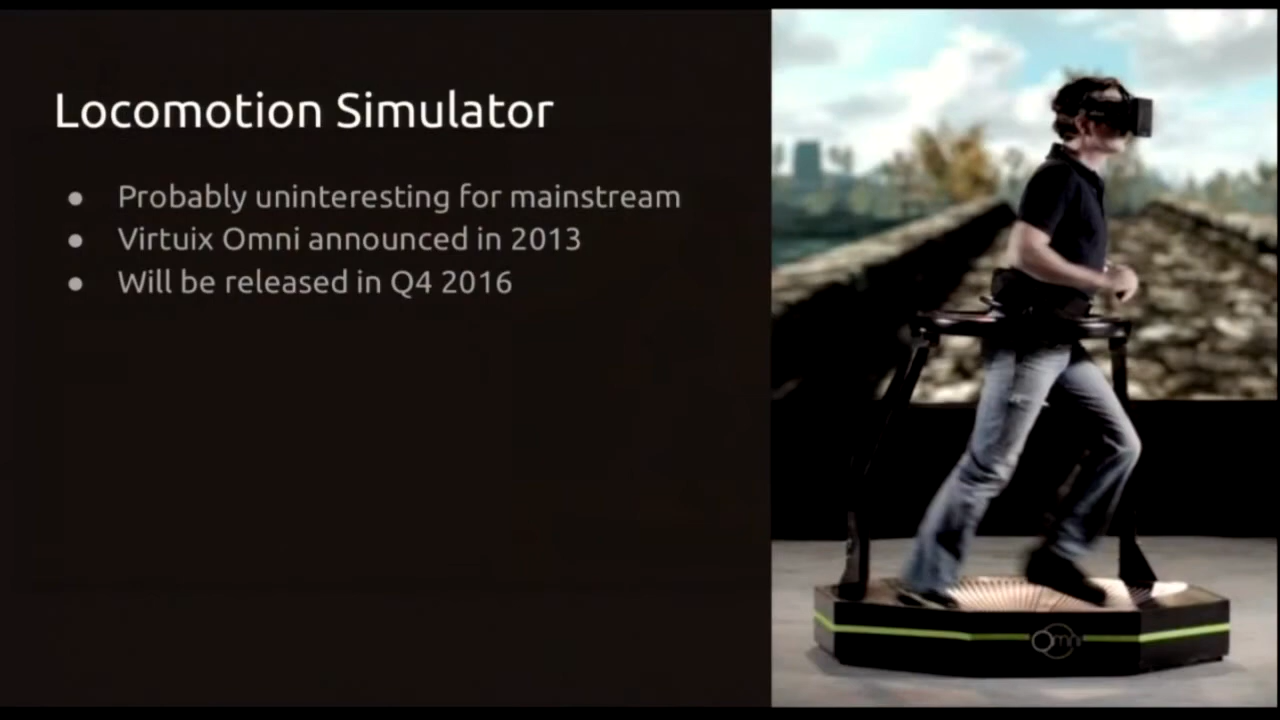 Locomotion Simulator
● Probably uninteresting for mainstream
● Virtuix Omni announced in 2013
● Will be released in Q4 2016
Omni